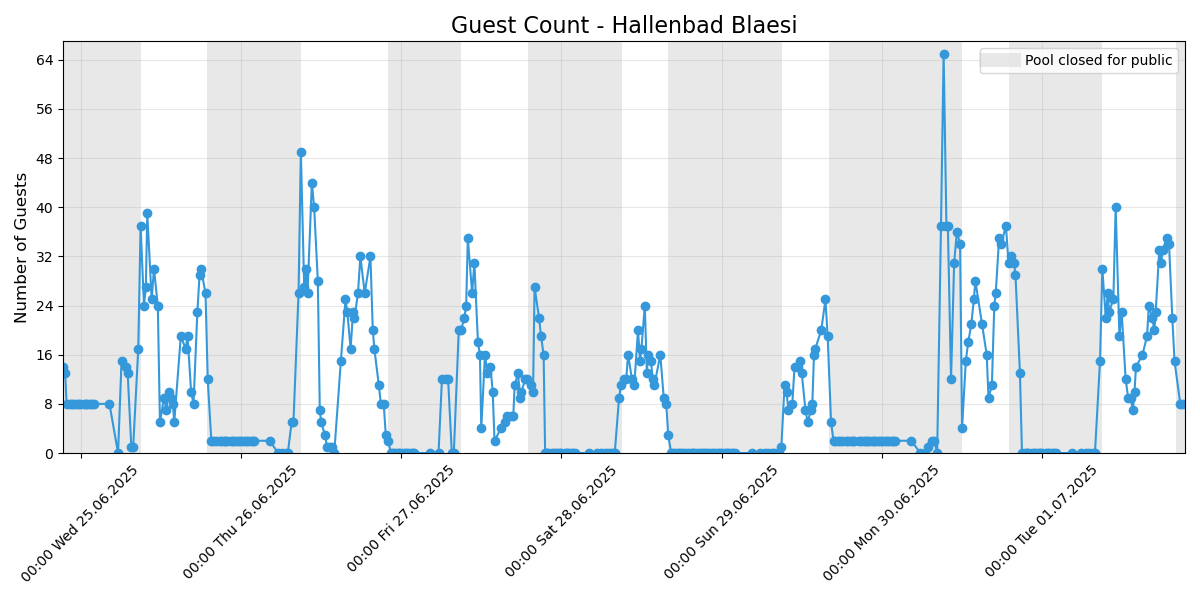 Guest Count - Hallenbad Blaesi
Number of Guests
64
56
48
40
32
24
16
8
0
Pool closed for public
00:00 Wed 25.06.2025
00:00 Thu 26.06.2025
00:00 Fri 27.06.2025
00:00 Sat 28.06.2025
00:00 Sun 29.06.2025
00:00 Mon 30.06.2025
00:00 Tue 01.07.2025